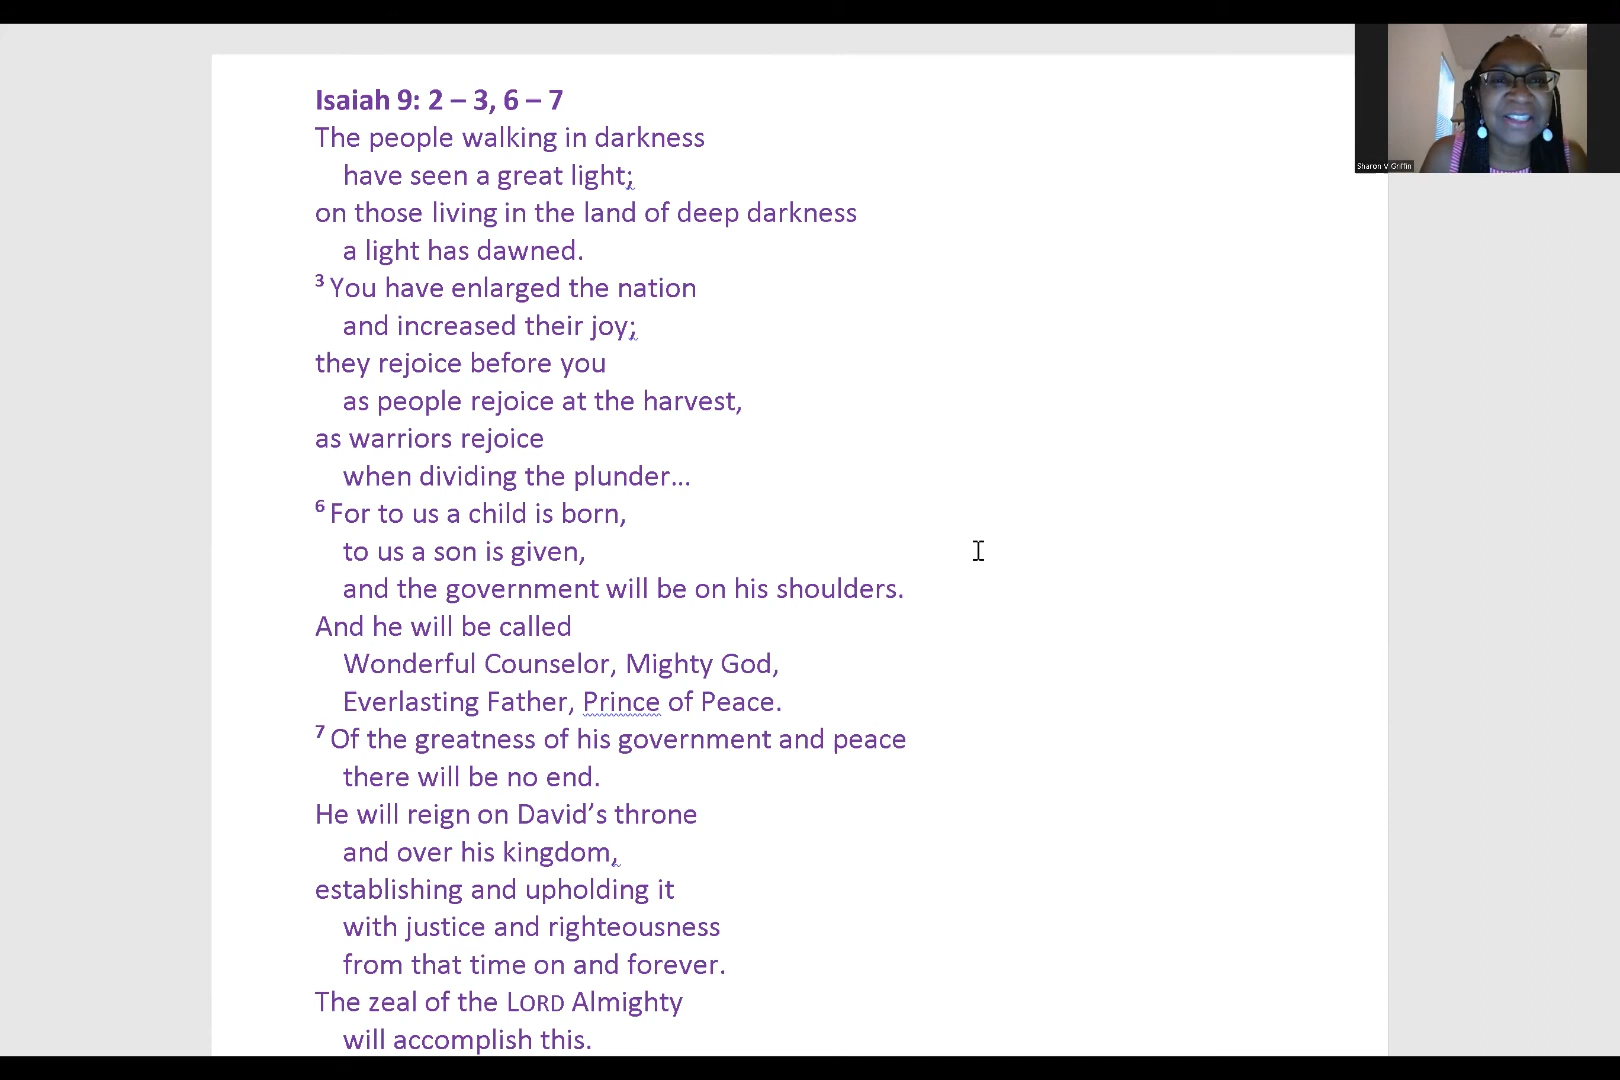 Isaiah 9: 2 – 3, 6 – 7
The people walking in darkness
have seen a great light;
on those living in the land of deep darkness
a light has dawned.
³ You have enlarged the nation
and increased their joy;
they rejoice before you
as people rejoice at the harvest,
as warriors rejoice
when dividing the plunder...
⁶ For to us a child is born,
to us a son is given,
and the government will be on his shoulders.
And he will be called
Wonderful Counselor, Mighty God,
Everlasting Father, Prince of Peace.
⁷ Of the greatness of his government and peace
there will be no end.
He will reign on David’s throne
and over his kingdom,
establishing and upholding it
with justice and righteousness
from that time on and forever.
The zeal of the LORD Almighty
will accomplish this.
Sharon V Griffin